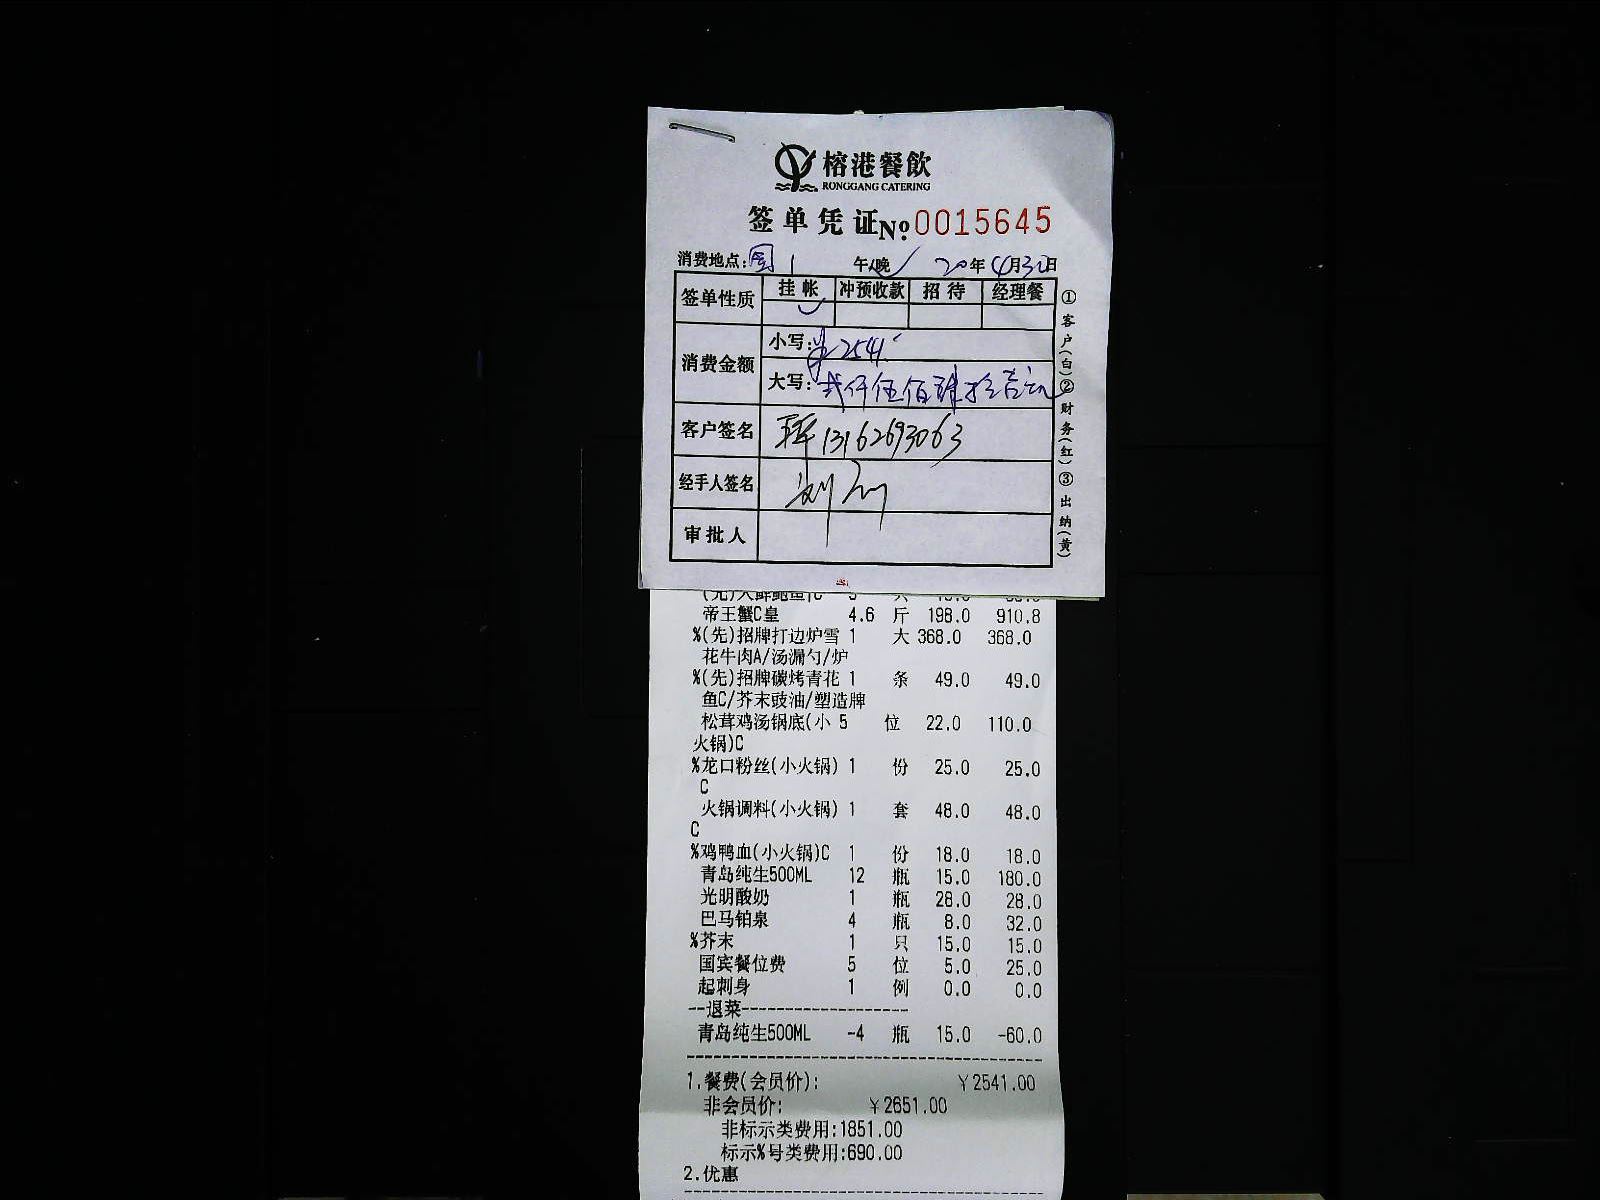 榕港餐飲
RONGGANG CATERING
签单凭证№0015645
消费地点:国1 午/晚 20年4月30日
签单性质 挂帐 冲预收款 招待 经理餐
消费金额 小写:¥2541.
大写:贰仟伍佰肆拾壹元
客户签名 13162693063
经手人签名 刘
审批人
①客户(白)②财务(红)③出纳(黄)
帝王蟹C皇 4.6 斤 198.0 910.8
%(先)招牌打边炉雪 1 大 368.0 368.0
花牛肉A/汤漏勺/炉
%(先)招牌碳烤青花 1 条 49.0 49.0
鱼C/芥末豉油/塑造牌
松茸鸡汤锅底(小 5 位 22.0 110.0
火锅)C
%龙口粉丝(小火锅) 1 份 25.0 25.0
C
火锅调料(小火锅) 1 套 48.0 48.0
C
%鸡鸭血(小火锅)C 1 份 18.0 18.0
青岛纯生500ML 12 瓶 15.0 180.0
光明酸奶 1 瓶 28.0 28.0
巴马铂泉 4 瓶 8.0 32.0
%芥末 1 只 15.0 15.0
国宾餐位费 5 位 5.0 25.0
起刺身 1 例 0.0 0.0
--退菜--------------------
青岛纯生500ML -4 瓶 15.0 -60.0
1.餐费(会员价): ¥2541.00
非会员价: ¥2651.00
非标示类费用:1851.00
标示%号类费用:690.00
2.优惠